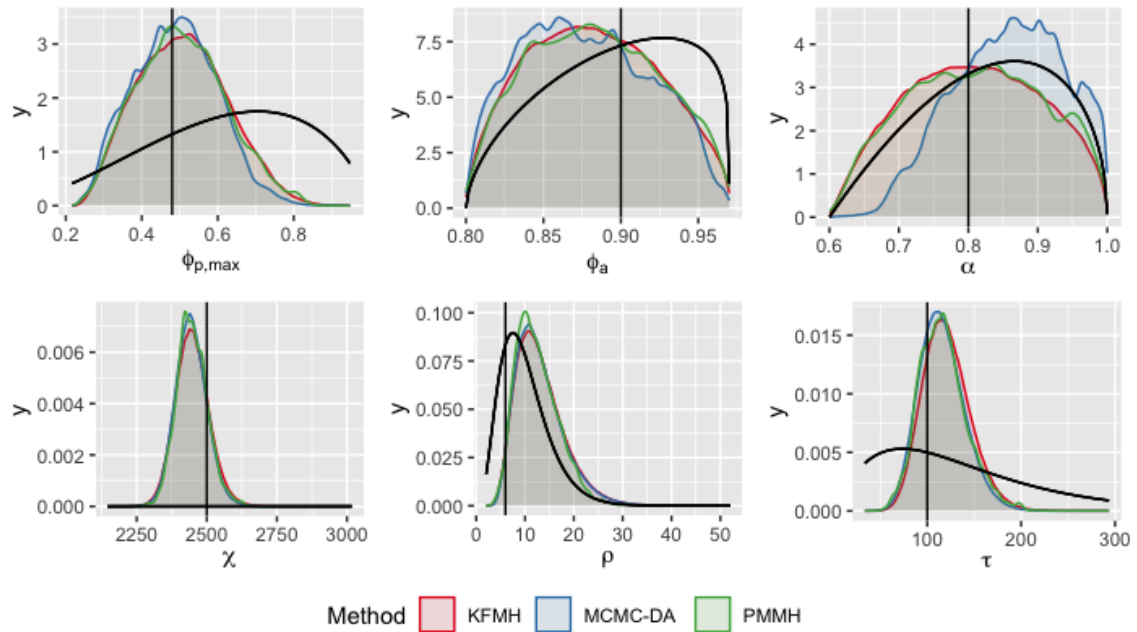 y
3
2
1
0
0.2 0.4 0.6 0.8
ϕp,max
y
7.5
5.0
2.5
0.0
0.80 0.85 0.90 0.95
ϕa
y
4
3
2
1
0
0.6 0.7 0.8 0.9 1.0
α
y
0.006
0.004
0.002
0.000
2250 2500 2750 3000
χ
y
0.100
0.075
0.050
0.025
0.000
0 10 20 30 40 50
ρ
y
0.015
0.010
0.005
0.000
100 200 300
τ
Method KFMH MCMC-DA PMMH